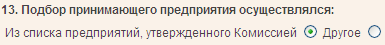 13. Подбор принимающего предприятия осуществлялся:
Из списка предприятий, утвержденного Комиссией Другое